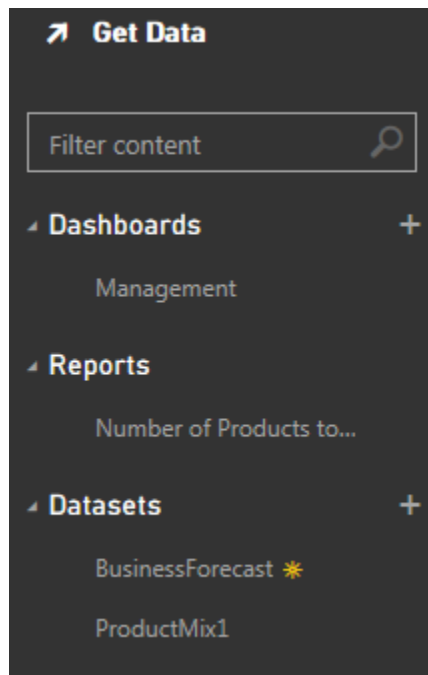 Get Data
Filter content
Dashboards
Management
Reports
Number of Products to...
Datasets
BusinessForecast
ProductMix1